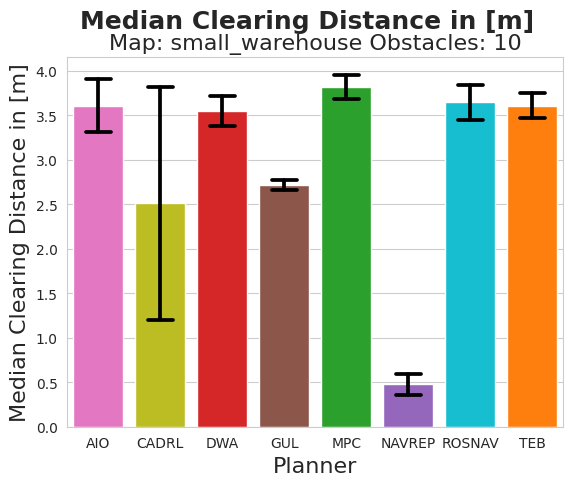 Median Clearing Distance in [m]
Map: small_warehouse Obstacles: 10
Median Clearing Distance in [m]
4.0
3.5
3.0
2.5
2.0
1.5
1.0
0.5
0.0
AIO CADRL DWA GUL MPC NAVREP ROSNAV TEB
Planner